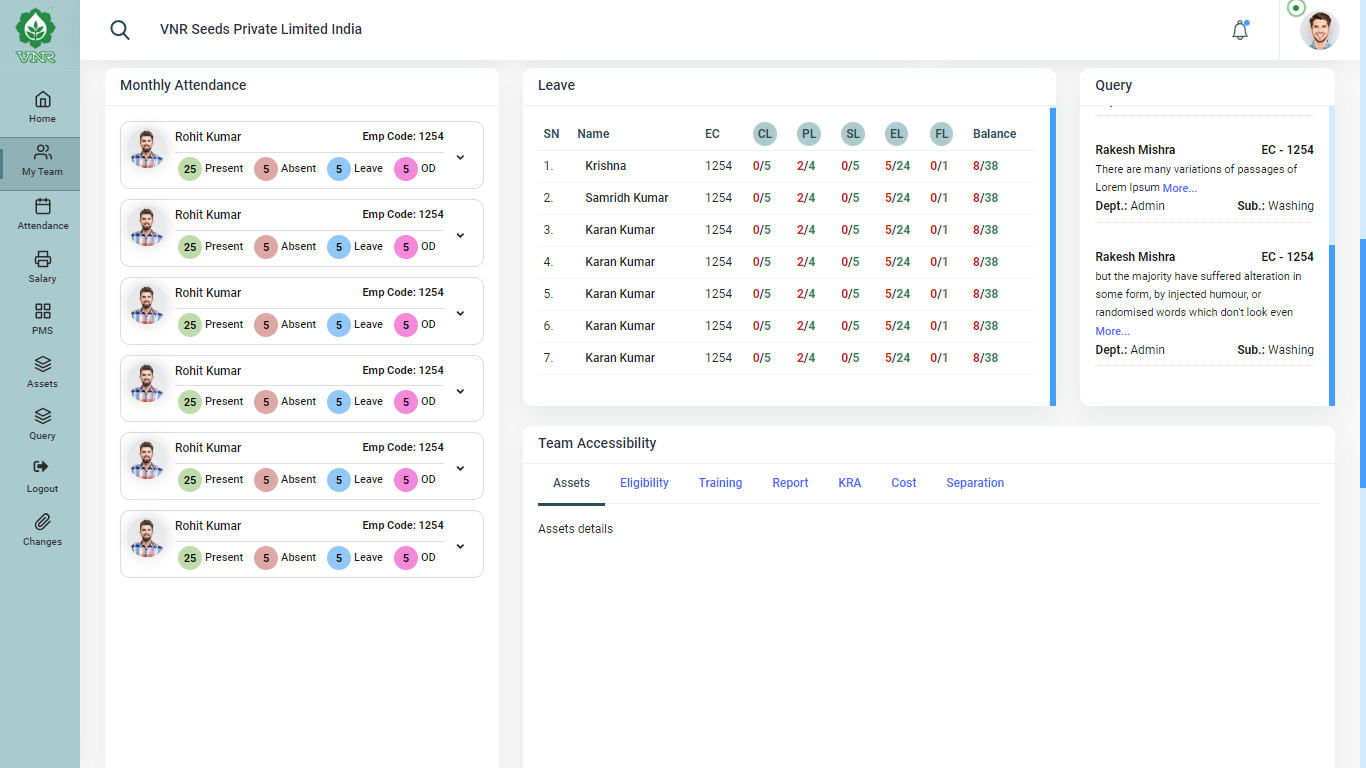 VNR
VNR Seeds Private Limited India
Home
My Team
Attendance
Salary
PMS
Assets
Query
Logout
Changes
Monthly Attendance
Rohit Kumar Emp Code: 1254
25 Present 5 Absent 5 Leave 5 OD
Rohit Kumar Emp Code: 1254
25 Present 5 Absent 5 Leave 5 OD
Rohit Kumar Emp Code: 1254
25 Present 5 Absent 5 Leave 5 OD
Rohit Kumar Emp Code: 1254
25 Present 5 Absent 5 Leave 5 OD
Rohit Kumar Emp Code: 1254
25 Present 5 Absent 5 Leave 5 OD
Rohit Kumar Emp Code: 1254
25 Present 5 Absent 5 Leave 5 OD
Leave
SN Name EC CL PL SL EL FL Balance
1. Krishna 1254 0/5 2/4 0/5 5/24 0/1 8/38
2. Samridh Kumar 1254 0/5 2/4 0/5 5/24 0/1 8/38
3. Karan Kumar 1254 0/5 2/4 0/5 5/24 0/1 8/38
4. Karan Kumar 1254 0/5 2/4 0/5 5/24 0/1 8/38
5. Karan Kumar 1254 0/5 2/4 0/5 5/24 0/1 8/38
6. Karan Kumar 1254 0/5 2/4 0/5 5/24 0/1 8/38
7. Karan Kumar 1254 0/5 2/4 0/5 5/24 0/1 8/38
Query
Rakesh Mishra EC - 1254
There are many variations of passages of
Lorem Ipsum More...
Dept.: Admin Sub.: Washing
Rakesh Mishra EC - 1254
but the majority have suffered alteration in
some form, by injected humour, or
randomised words which don't look even
More...
Dept.: Admin Sub.: Washing
Team Accessibility
Assets Eligibility Training Report KRA Cost Separation
Assets details